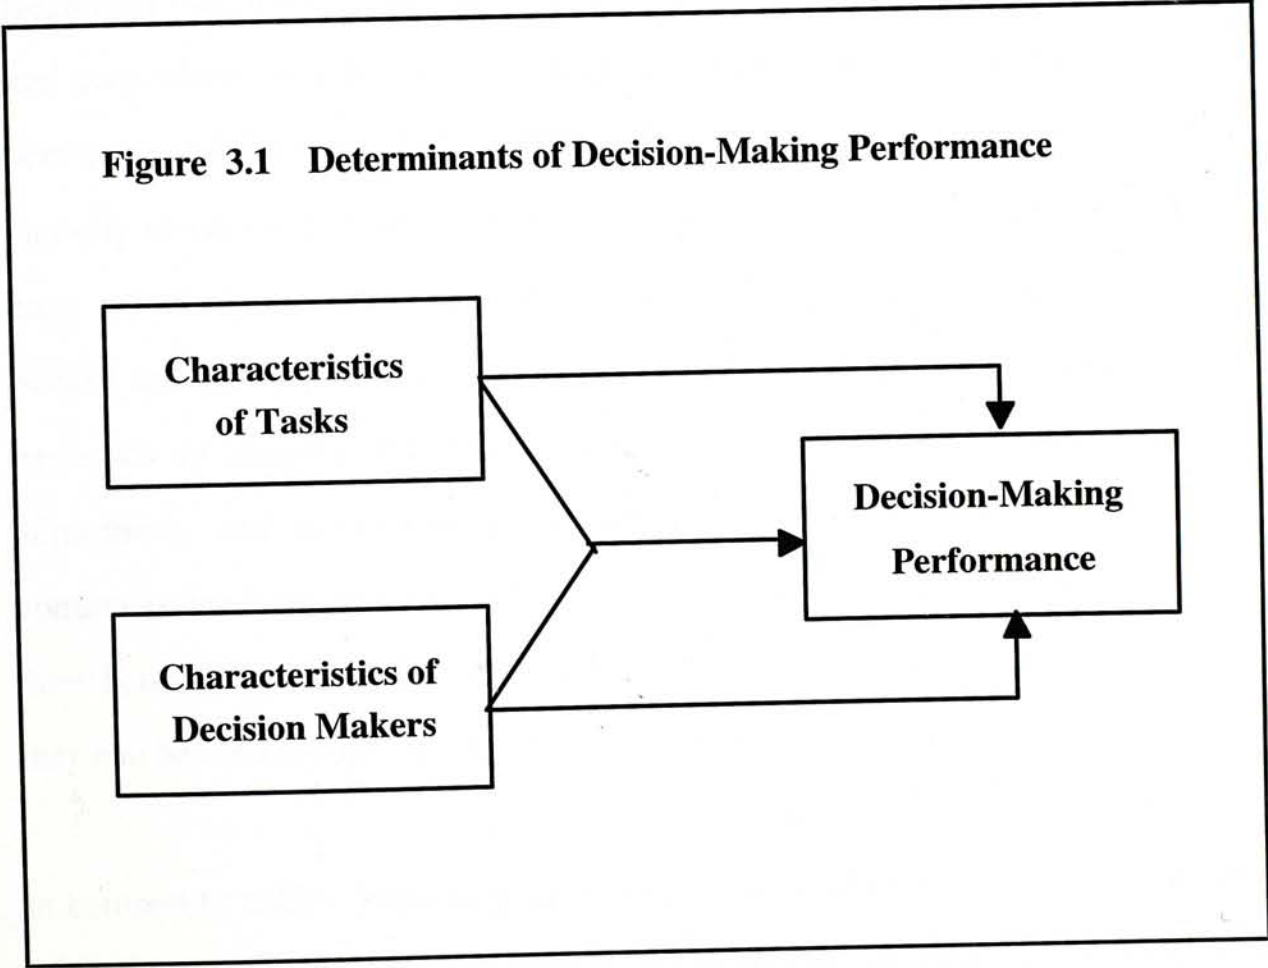 Figure 3.1 Determinants of Decision-Making Performance
Characteristics
of Tasks
Decision-Making
Performance
Characteristics of
Decision Makers